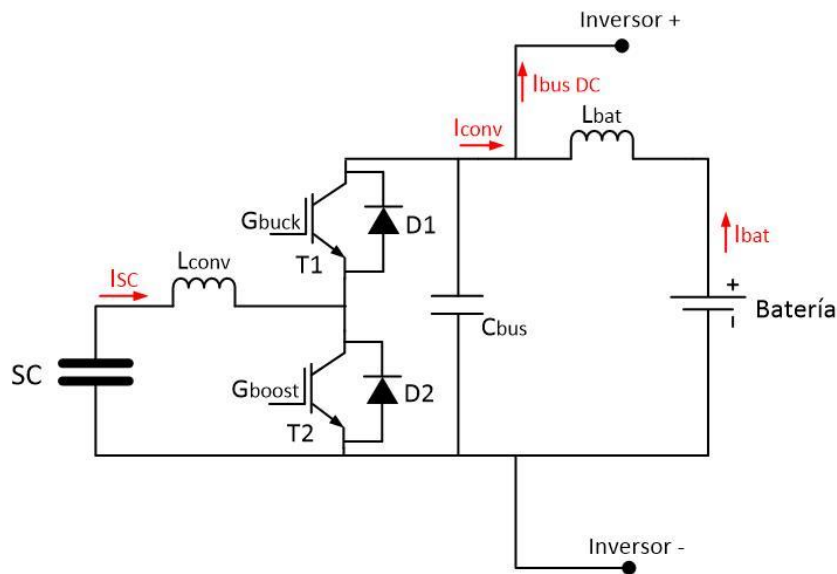 Inversor +
Ibus DC
Lbat
Iconv
Gbuck
D1
T1
Ibat
+
Lconv
ISC
Cbus
Batería
SC
Gboost
D2
T2
Inversor -